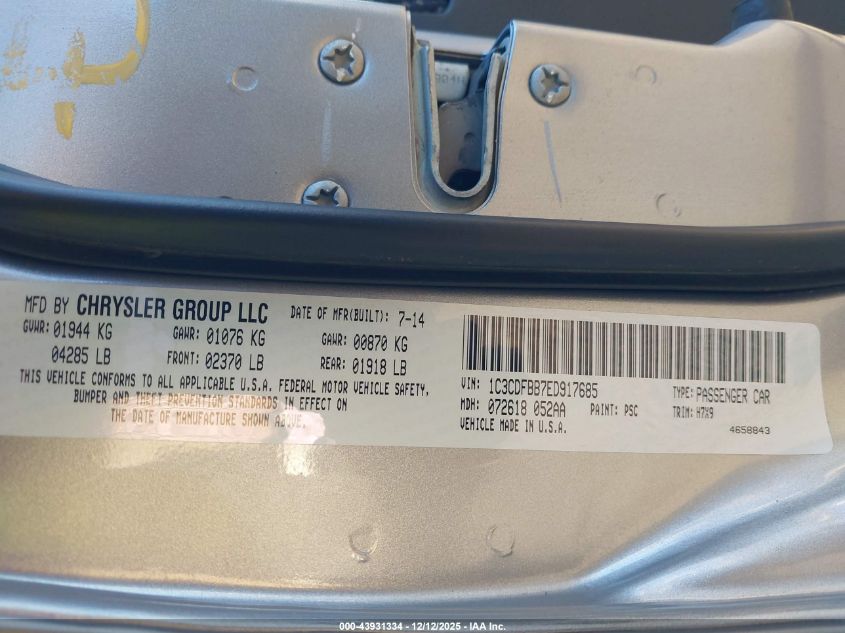 MFD BY CHRYSLER GROUP LLC
DATE OF MFR(BUILT): 7-14
GVWR: 01944 KG GAWR: 01076 KG GAWR: 00870 KG
04285 LB FRONT: 02370 LB REAR: 01918 LB
THIS VEHICLE CONFORMS TO ALL APPLICABLE U.S.A. FEDERAL MOTOR VEHICLE SAFETY,
BUMPER AND THEFT PREVENTION STANDARDS IN EFFECT ON
THE DATE OF MANUFACTURE SHOWN ABOVE.
VIN: 1C3CDFBB7ED917685 TYPE: PASSENGER CAR
MDH: 072618 052AA PAINT: PSC TRIM: H7X9
VEHICLE MADE IN U.S.A. 4658843
000-43931334 - 12/12/2025 - IAA Inc.